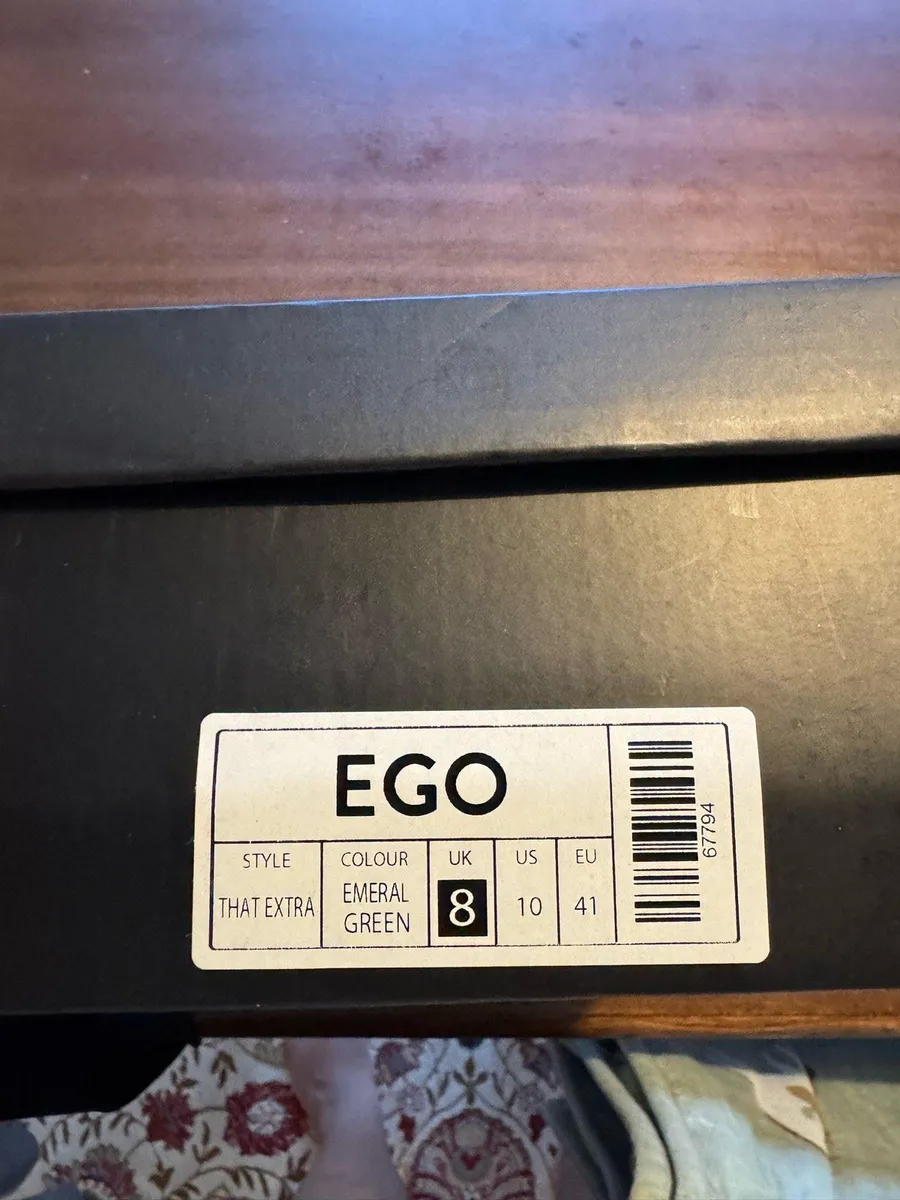 EGO
STYLE COLOUR UK US EU
THAT EXTRA EMERAL GREEN 8 10 41
67794